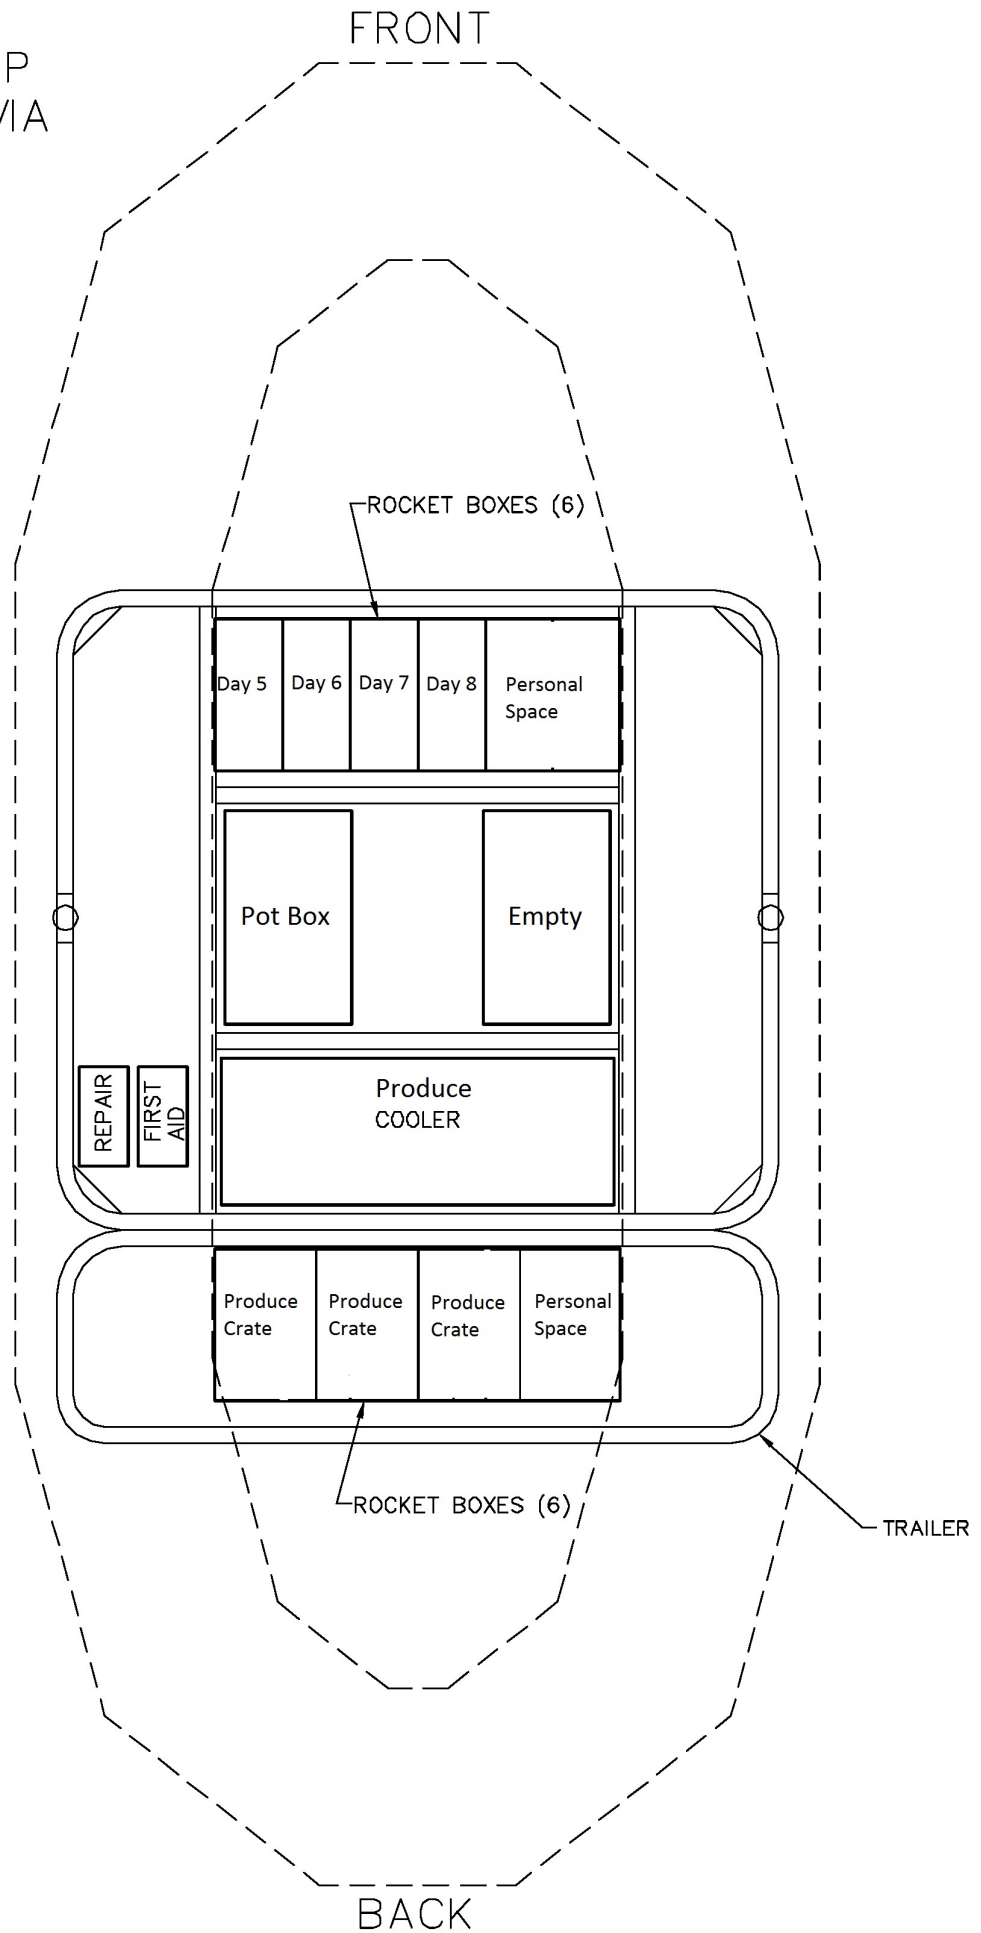 FRONT
P
VIA
ROCKET BOXES (6)
Day 5
Day 6
Day 7
Day 8
Personal
Space
Pot Box
Empty
REPAIR
FIRST
AID
Produce
COOLER
Produce
Crate
Produce
Crate
Produce
Crate
Personal
Space
ROCKET BOXES (6)
TRAILER
BACK